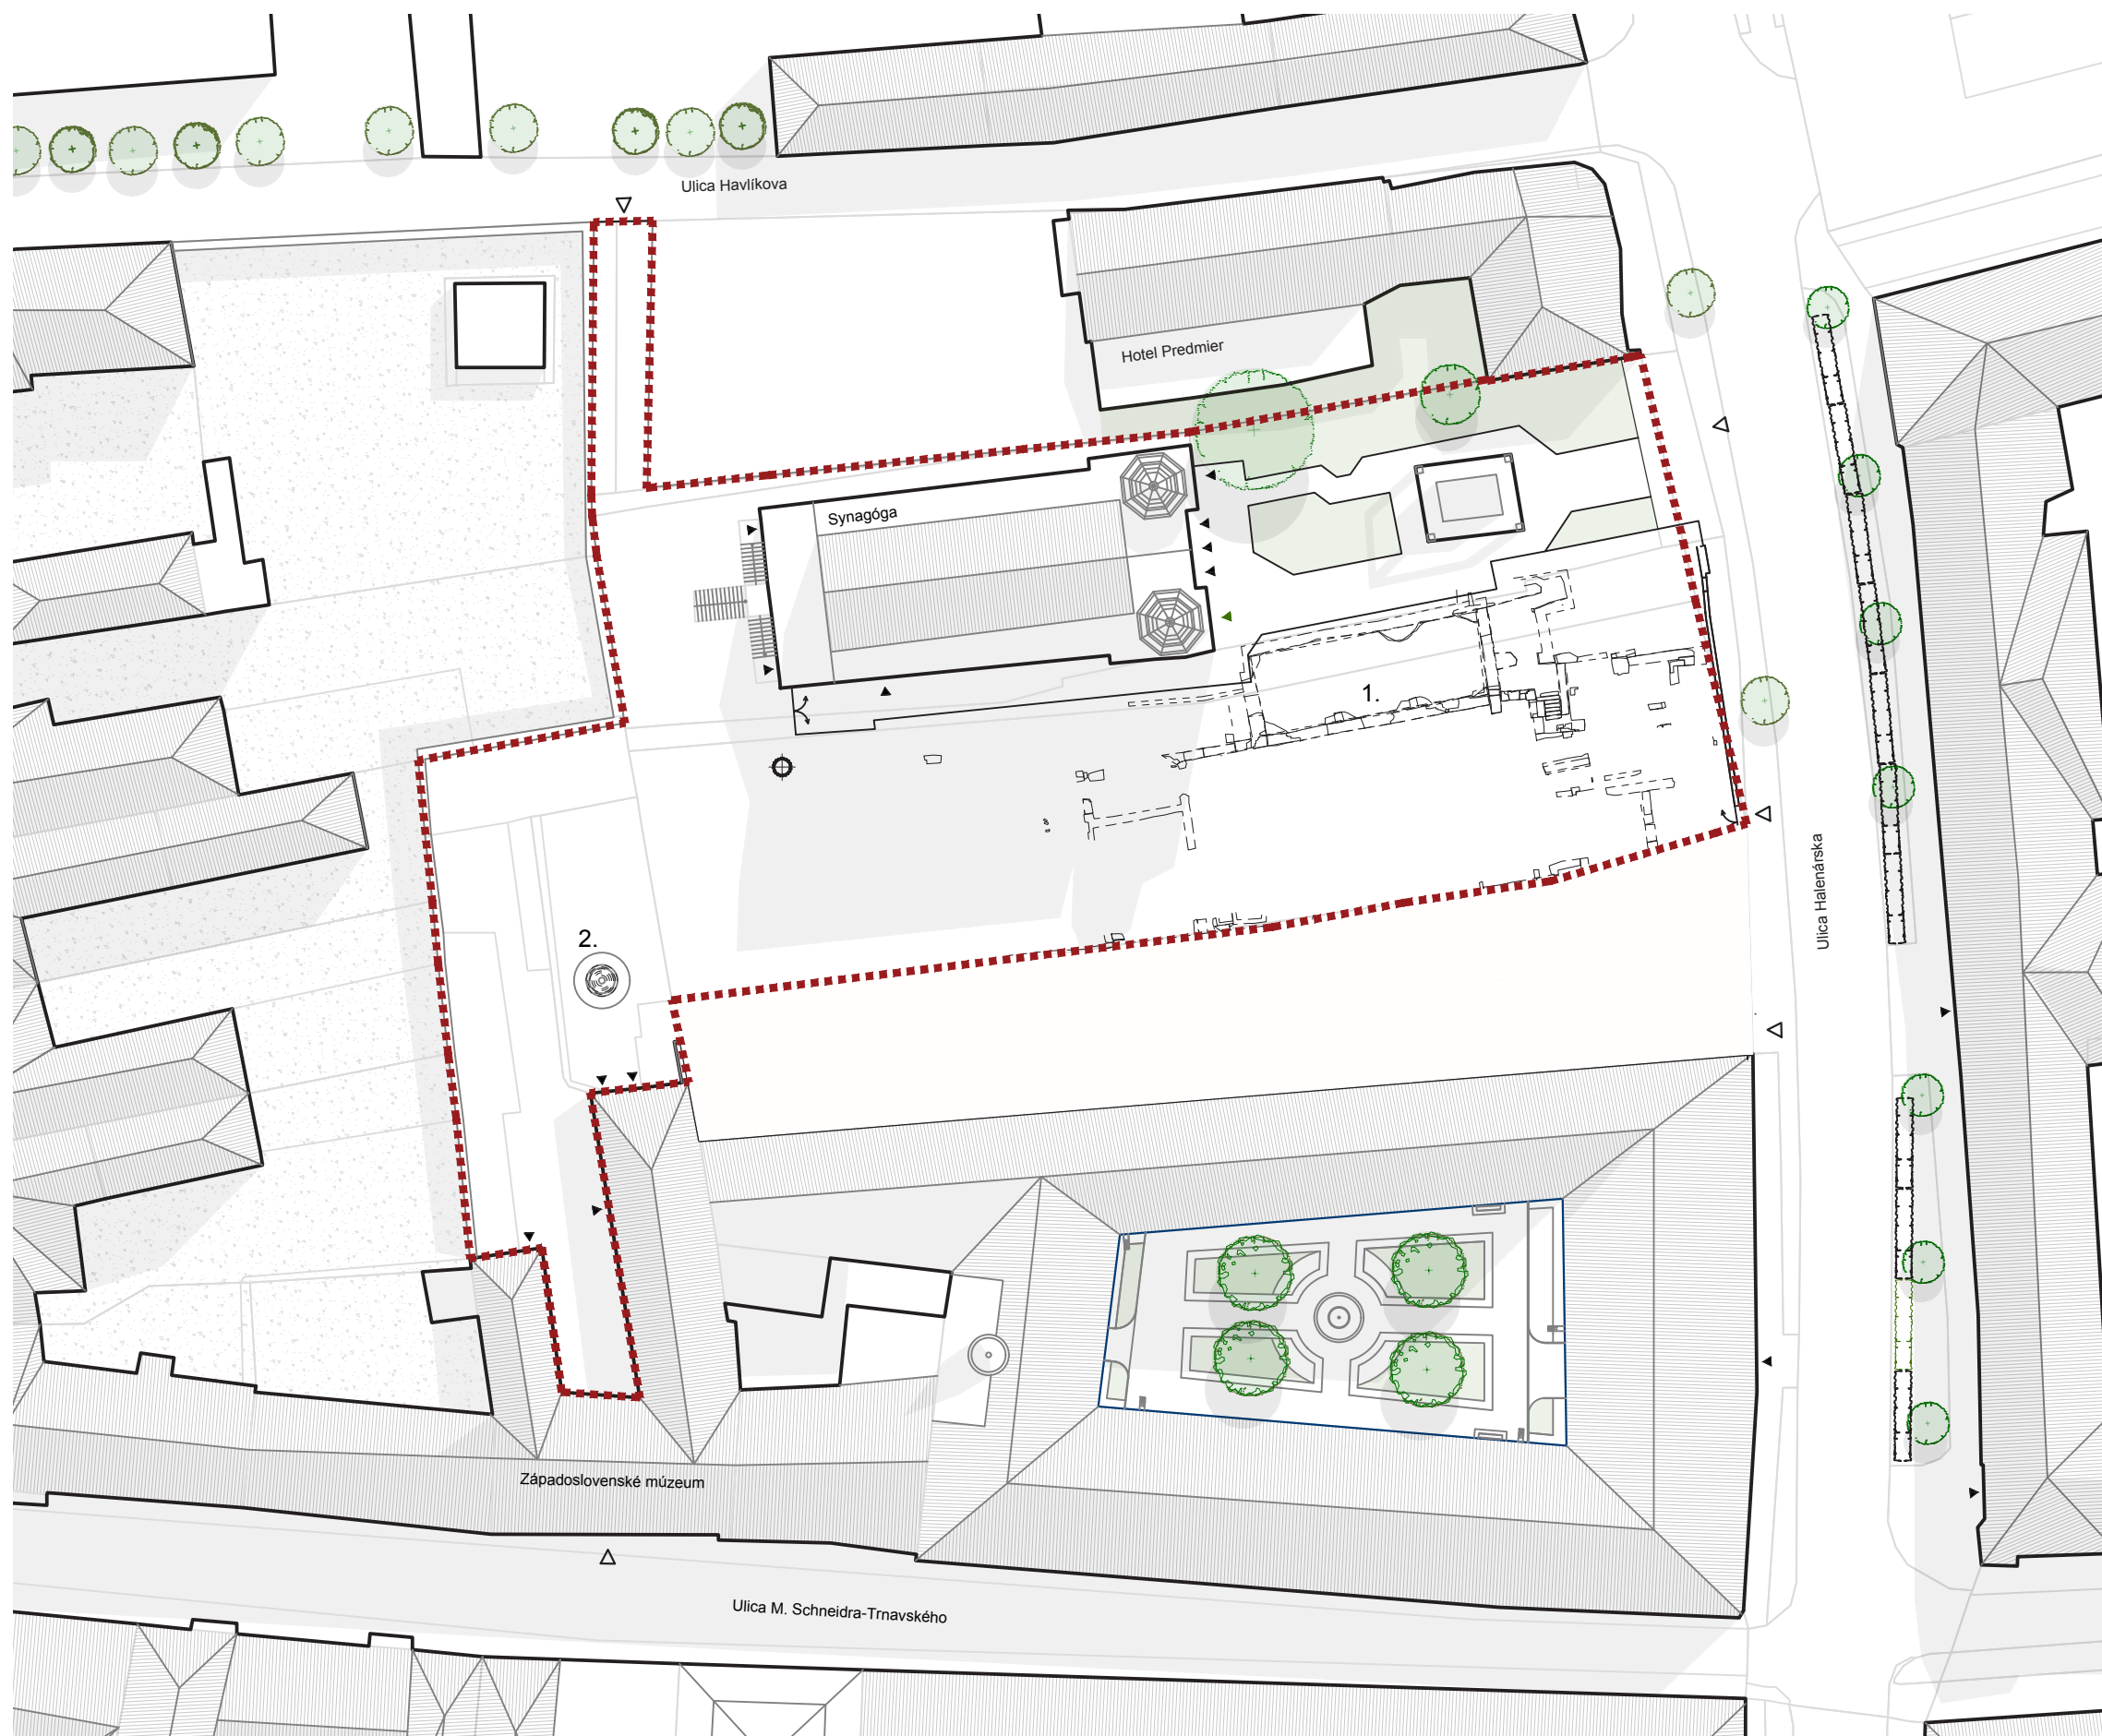 Ulica Havlíkova
Hotel Predmier
Synagóga
1.
Ulica Halenárska
2.
Západoslovenské múzeum
Ulica M. Schneidra-Trnavského